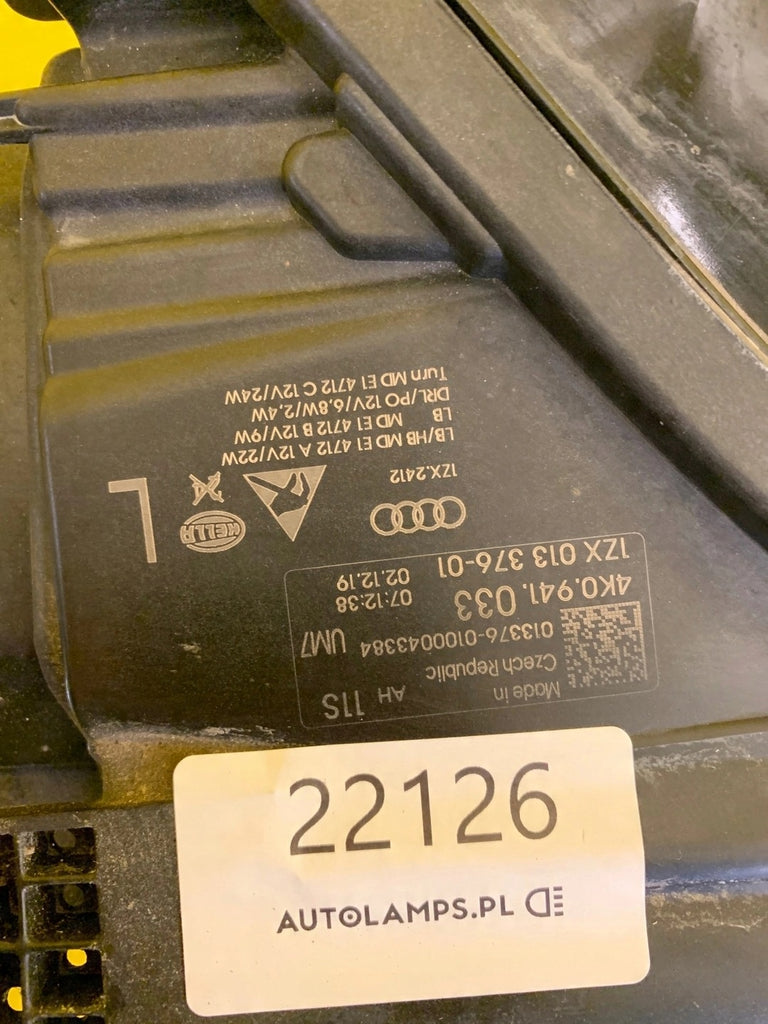 Made in
Czech Republic
AH 11S
013376-0100043384 UM7
4K0.941.033
07:12:38
02.12.19
1ZX 013 376-01
HELLA
L
1ZX.2412
LB/HB MD E1 4712 A 12V/22W
LB MD E1 4712 B 12V/9W
DRL/PO 12V/6,8W/2,4W
Turn MD E1 4712 C 12V/24W
22126
AUTOLAMPS.PL